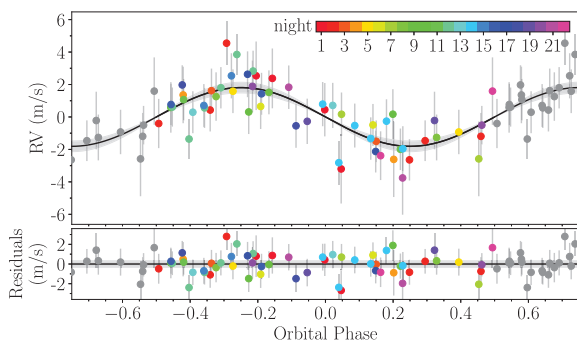 night
1 3 5 7 9 11 13 15 17 19 21
6
4
2
0
−2
−4
−6
RV (m/s)
2
0
−2
Residuals
(m/s)
−0.6 −0.4 −0.2 0.0 0.2 0.4 0.6
Orbital Phase